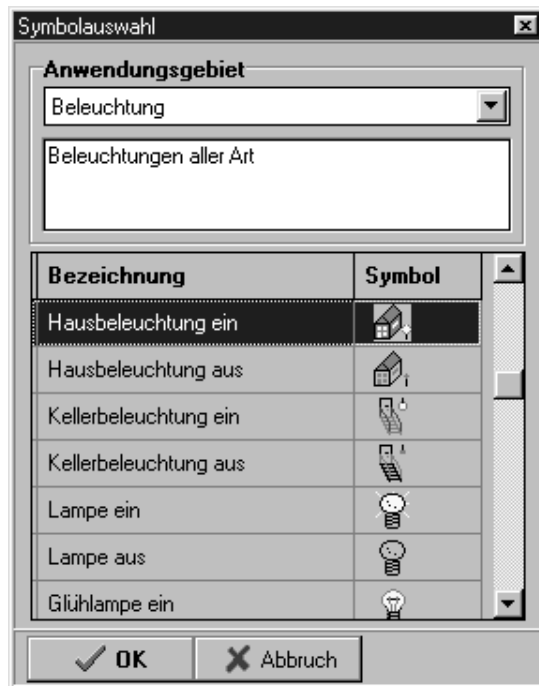 Symbolauswahl
Anwendungsgebiet
Beleuchtung
Beleuchtungen aller Art
Bezeichnung Symbol
Hausbeleuchtung ein
Hausbeleuchtung aus
Kellerbeleuchtung ein
Kellerbeleuchtung aus
Lampe ein
Lampe aus
Glühlampe ein
OK Abbruch